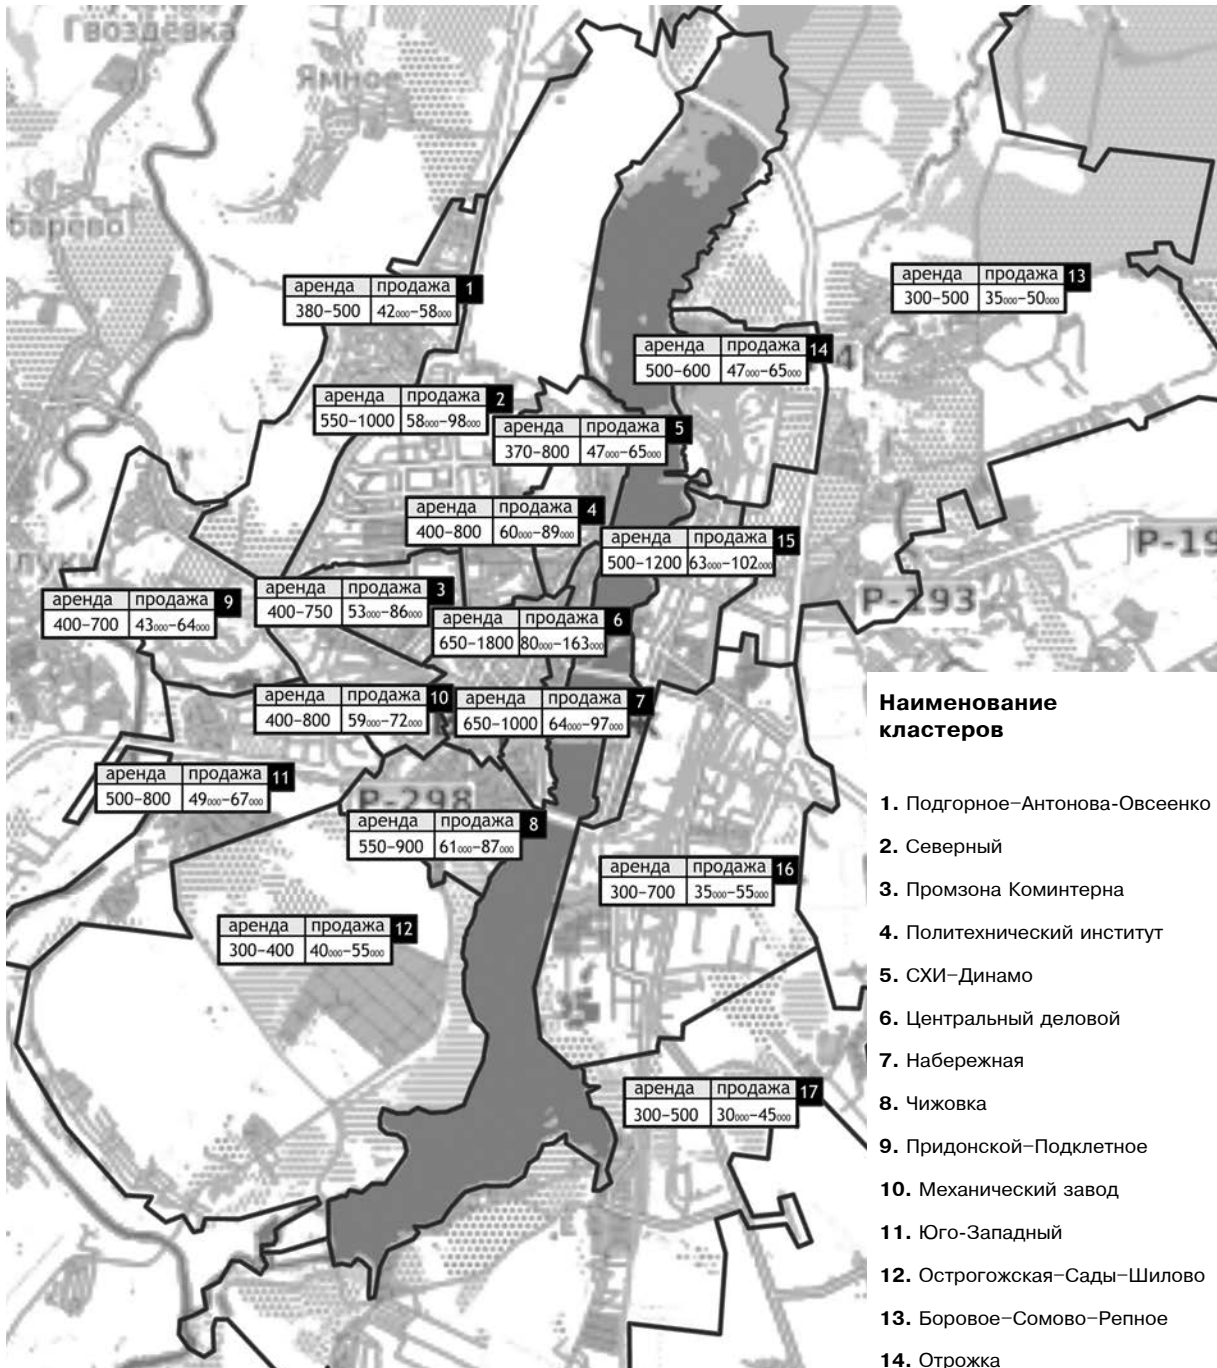 Гвоздевка
Ямное
аренда продажа 1
380–500 42000–58000
аренда продажа 13
300–500 35000–50000
аренда продажа 14
500–600 47000–65000
4
аренда продажа 2
550–1000 58000–98000
аренда продажа 5
370–800 47000–65000
аренда продажа 4
400–800 60000–89000
аренда продажа 15
500–1200 63000–102000
Р-19
аренда продажа 3
400–750 53000–86000
аренда продажа 9
400–700 43000–64000
Р-193
аренда продажа 6
650–1800 80000–163000
аренда продажа 10
400–800 59000–72000
аренда продажа 7
650–1000 64000–97000
аренда продажа 11
500–800 49000–67000
Р-298
аренда продажа 8
550–900 61000–87000
аренда продажа 16
300–700 35000–55000
аренда продажа 12
300–400 40000–55000
аренда продажа 17
300–500 30000–45000
Наименование
кластеров
1. Подгорное–Антонова-Овсеенко
2. Северный
3. Промзона Коминтерна
4. Политехнический институт
5. СХИ–Динамо
6. Центральный деловой
7. Набережная
8. Чижовка
9. Придонской–Подклетное
10. Механический завод
11. Юго-Западный
12. Острогожская–Сады–Шилово
13. Боровое–Сомово–Репное
14. Отрожка